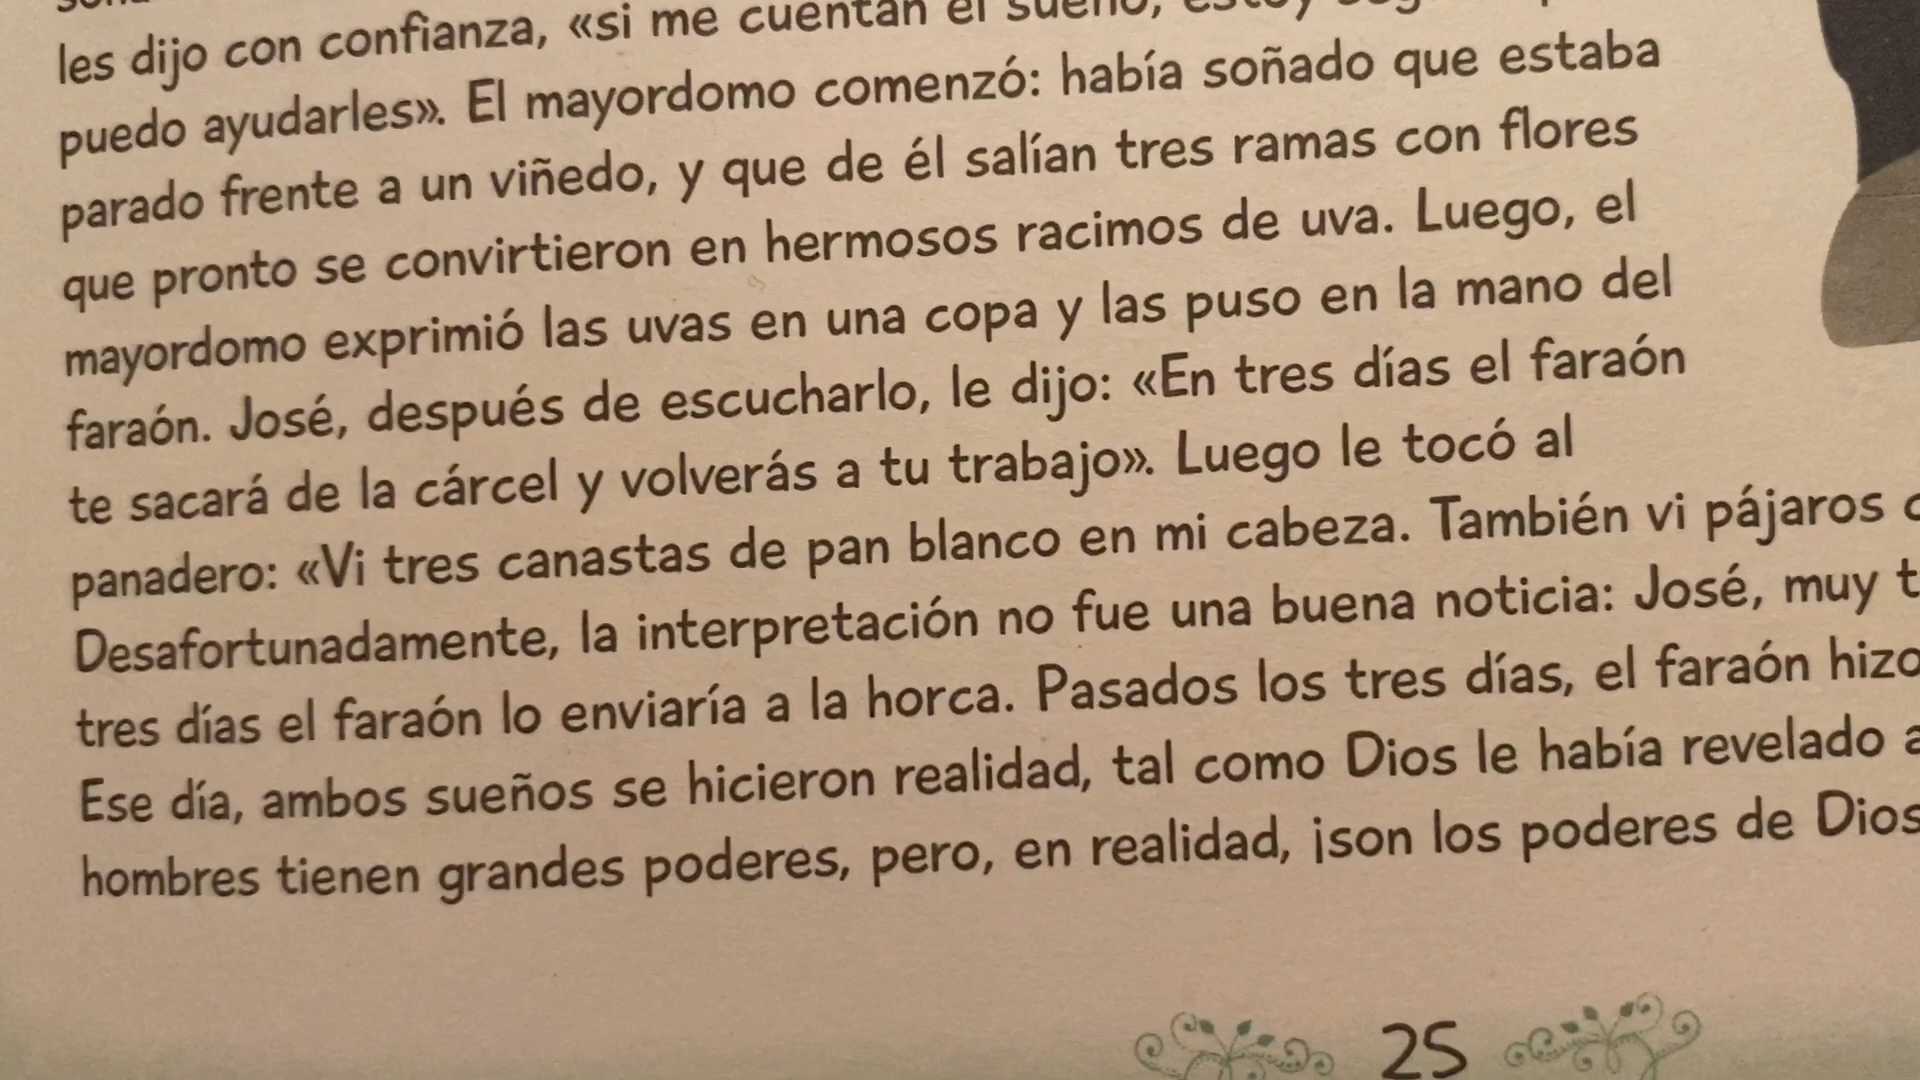 les dijo con confianza, «si me cuentan el sueño,
puedo ayudarles». El mayordomo comenzó: había soñado que estaba
parado frente a un viñedo, y que de él salían tres ramas con flores
que pronto se convirtieron en hermosos racimos de uva. Luego, el
mayordomo exprimió las uvas en una copa y las puso en la mano del
faraón. José, después de escucharlo, le dijo: «En tres días el faraón
te sacará de la cárcel y volverás a tu trabajo». Luego le tocó al
panadero: «Vi tres canastas de pan blanco en mi cabeza. También vi pájaros
Desafortunadamente, la interpretación no fue una buena noticia: José, muy
tres días el faraón lo enviaría a la horca. Pasados los tres días, el faraón hizo
Ese día, ambos sueños se hicieron realidad, tal como Dios le había revelado
hombres tienen grandes poderes, pero, en realidad, ¡son los poderes de Dios
25